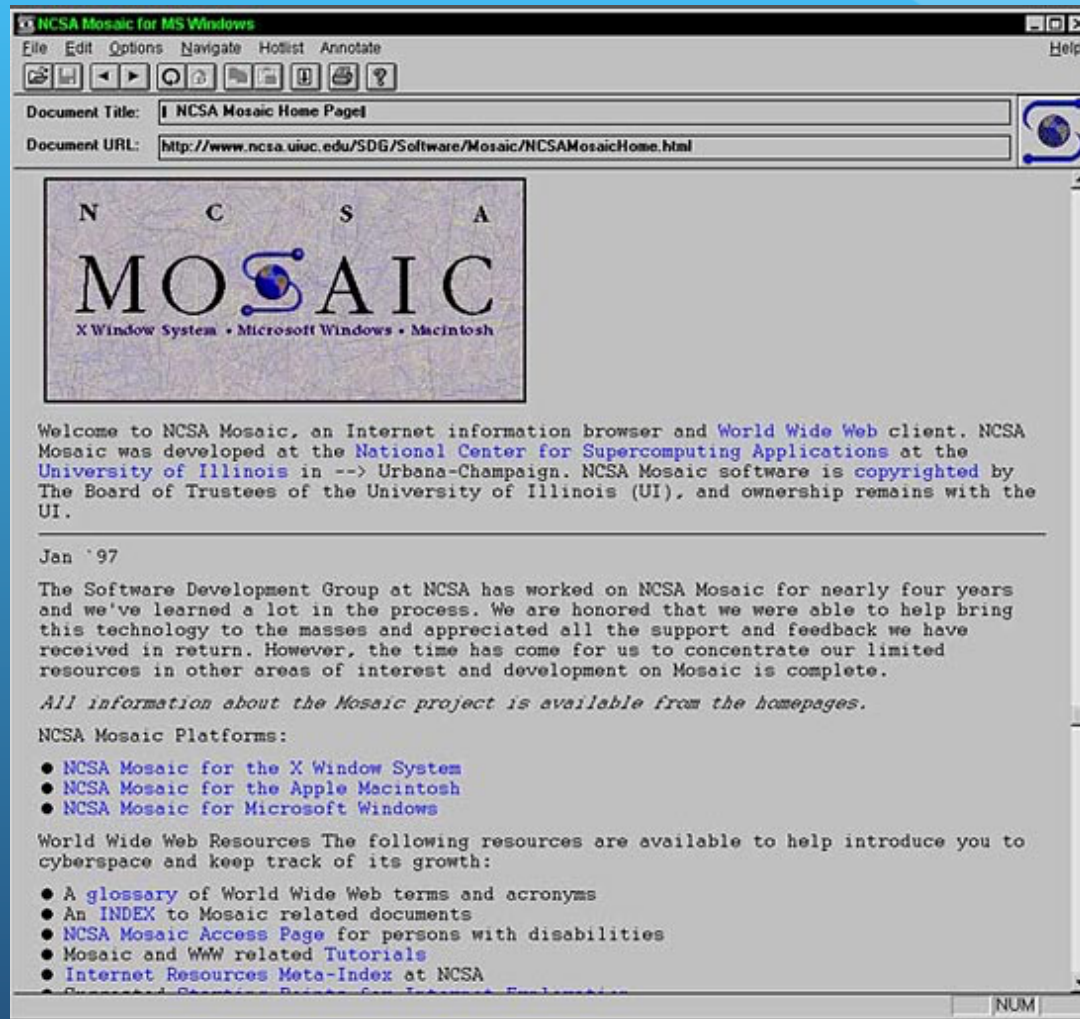 NCSA Mosaic for MS Windows
File Edit Options Navigate Hotlist Annotate Help
Document Title: NCSA Mosaic Home Page
Document URL: http://www.ncsa.uiuc.edu/SDG/Software/Mosaic/NCSAMosaicHome.html
N C S A
MOSAIC
X Window System • Microsoft Windows • Macintosh
Welcome to NCSA Mosaic, an Internet information browser and World Wide Web client. NCSA
Mosaic was developed at the National Center for Supercomputing Applications at the
University of Illinois in --> Urbana-Champaign. NCSA Mosaic software is copyrighted by
The Board of Trustees of the University of Illinois (UI), and ownership remains with the
UI.
Jan `97
The Software Development Group at NCSA has worked on NCSA Mosaic for nearly four years
and we've learned a lot in the process. We are honored that we were able to help bring
this technology to the masses and appreciated all the support and feedback we have
received in return. However, the time has come for us to concentrate our limited
resources in other areas of interest and development on Mosaic is complete.
All information about the Mosaic project is available from the homepages.
NCSA Mosaic Platforms:
● NCSA Mosaic for the X Window System
● NCSA Mosaic for the Apple Macintosh
● NCSA Mosaic for Microsoft Windows
World Wide Web Resources The following resources are available to help introduce you to
cyberspace and keep track of its growth:
● A glossary of World Wide Web terms and acronyms
● An INDEX to Mosaic related documents
● NCSA Mosaic Access Page for persons with disabilities
● Mosaic and WWW related Tutorials
● Internet Resources Meta-Index at NCSA
NUM